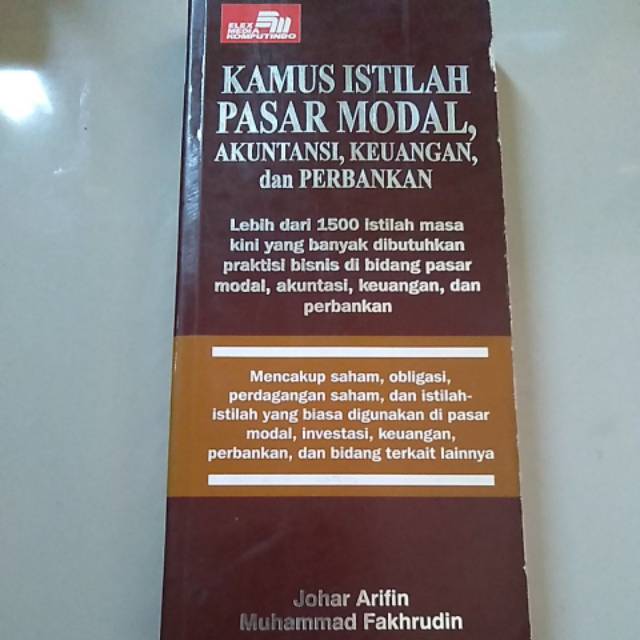 ELEX
MEDIA
KOMPUTINDO
KAMUS ISTILAH
PASAR MODAL,
AKUNTANSI, KEUANGAN,
dan PERBANKAN
Lebih dari 1500 istilah masa
kini yang banyak dibutuhkan
praktisi bisnis di bidang pasar
modal, akuntasi, keuangan, dan
perbankan
Mencakup saham, obligasi,
perdagangan saham, dan istilah-
istilah yang biasa digunakan di pasar
modal, investasi, keuangan,
perbankan, dan bidang terkait lainnya
Johar Arifin
Muhammad Fakhrudin